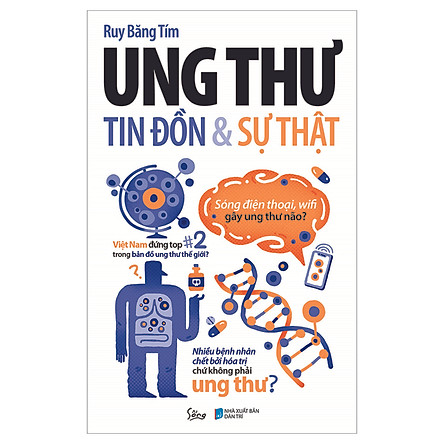 Ruy Băng Tím
UNG THƯ
TIN ĐỒN & SỰ THẬT
Sóng điện thoại, wifi
gây ung thư não?
Việt Nam đứng top #2
trong bản đồ ung thư thế giới?
?
Nhiều bệnh nhân
chết bởi hóa trị
chứ không phải
ung thư?
Sống
NHÀ XUẤT BẢN
DÂN TRÍ